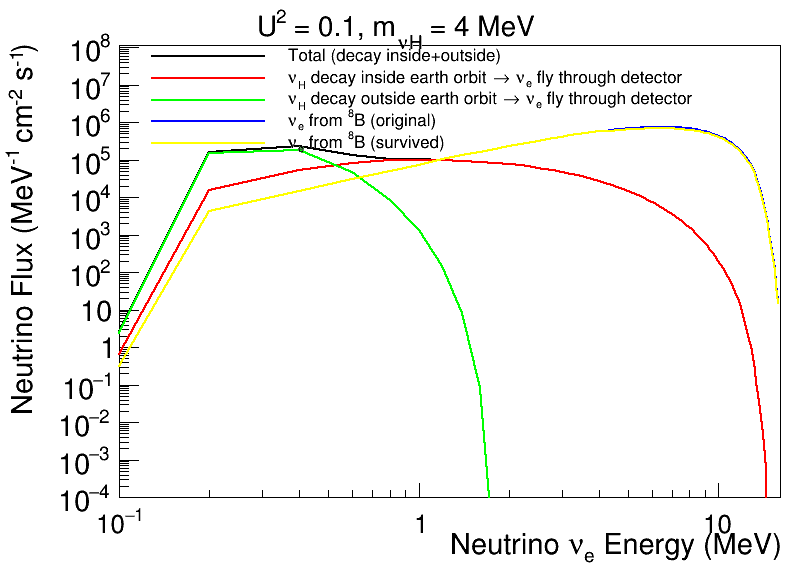 U² = 0.1, m_νH = 4 MeV
Neutrino Flux (MeV⁻¹ cm⁻² s⁻¹)
10⁸
10⁷
10⁶
10⁵
10⁴
10³
10²
10
1
10⁻¹
10⁻²
10⁻³
10⁻⁴
Total (decay inside+outside)
ν_H decay inside earth orbit → ν_e fly through detector
ν_H decay outside earth orbit → ν_e fly through detector
ν_e from ⁸B (original)
ν_e from ⁸B (survived)
10⁻¹ 1 10
Neutrino ν_e Energy (MeV)